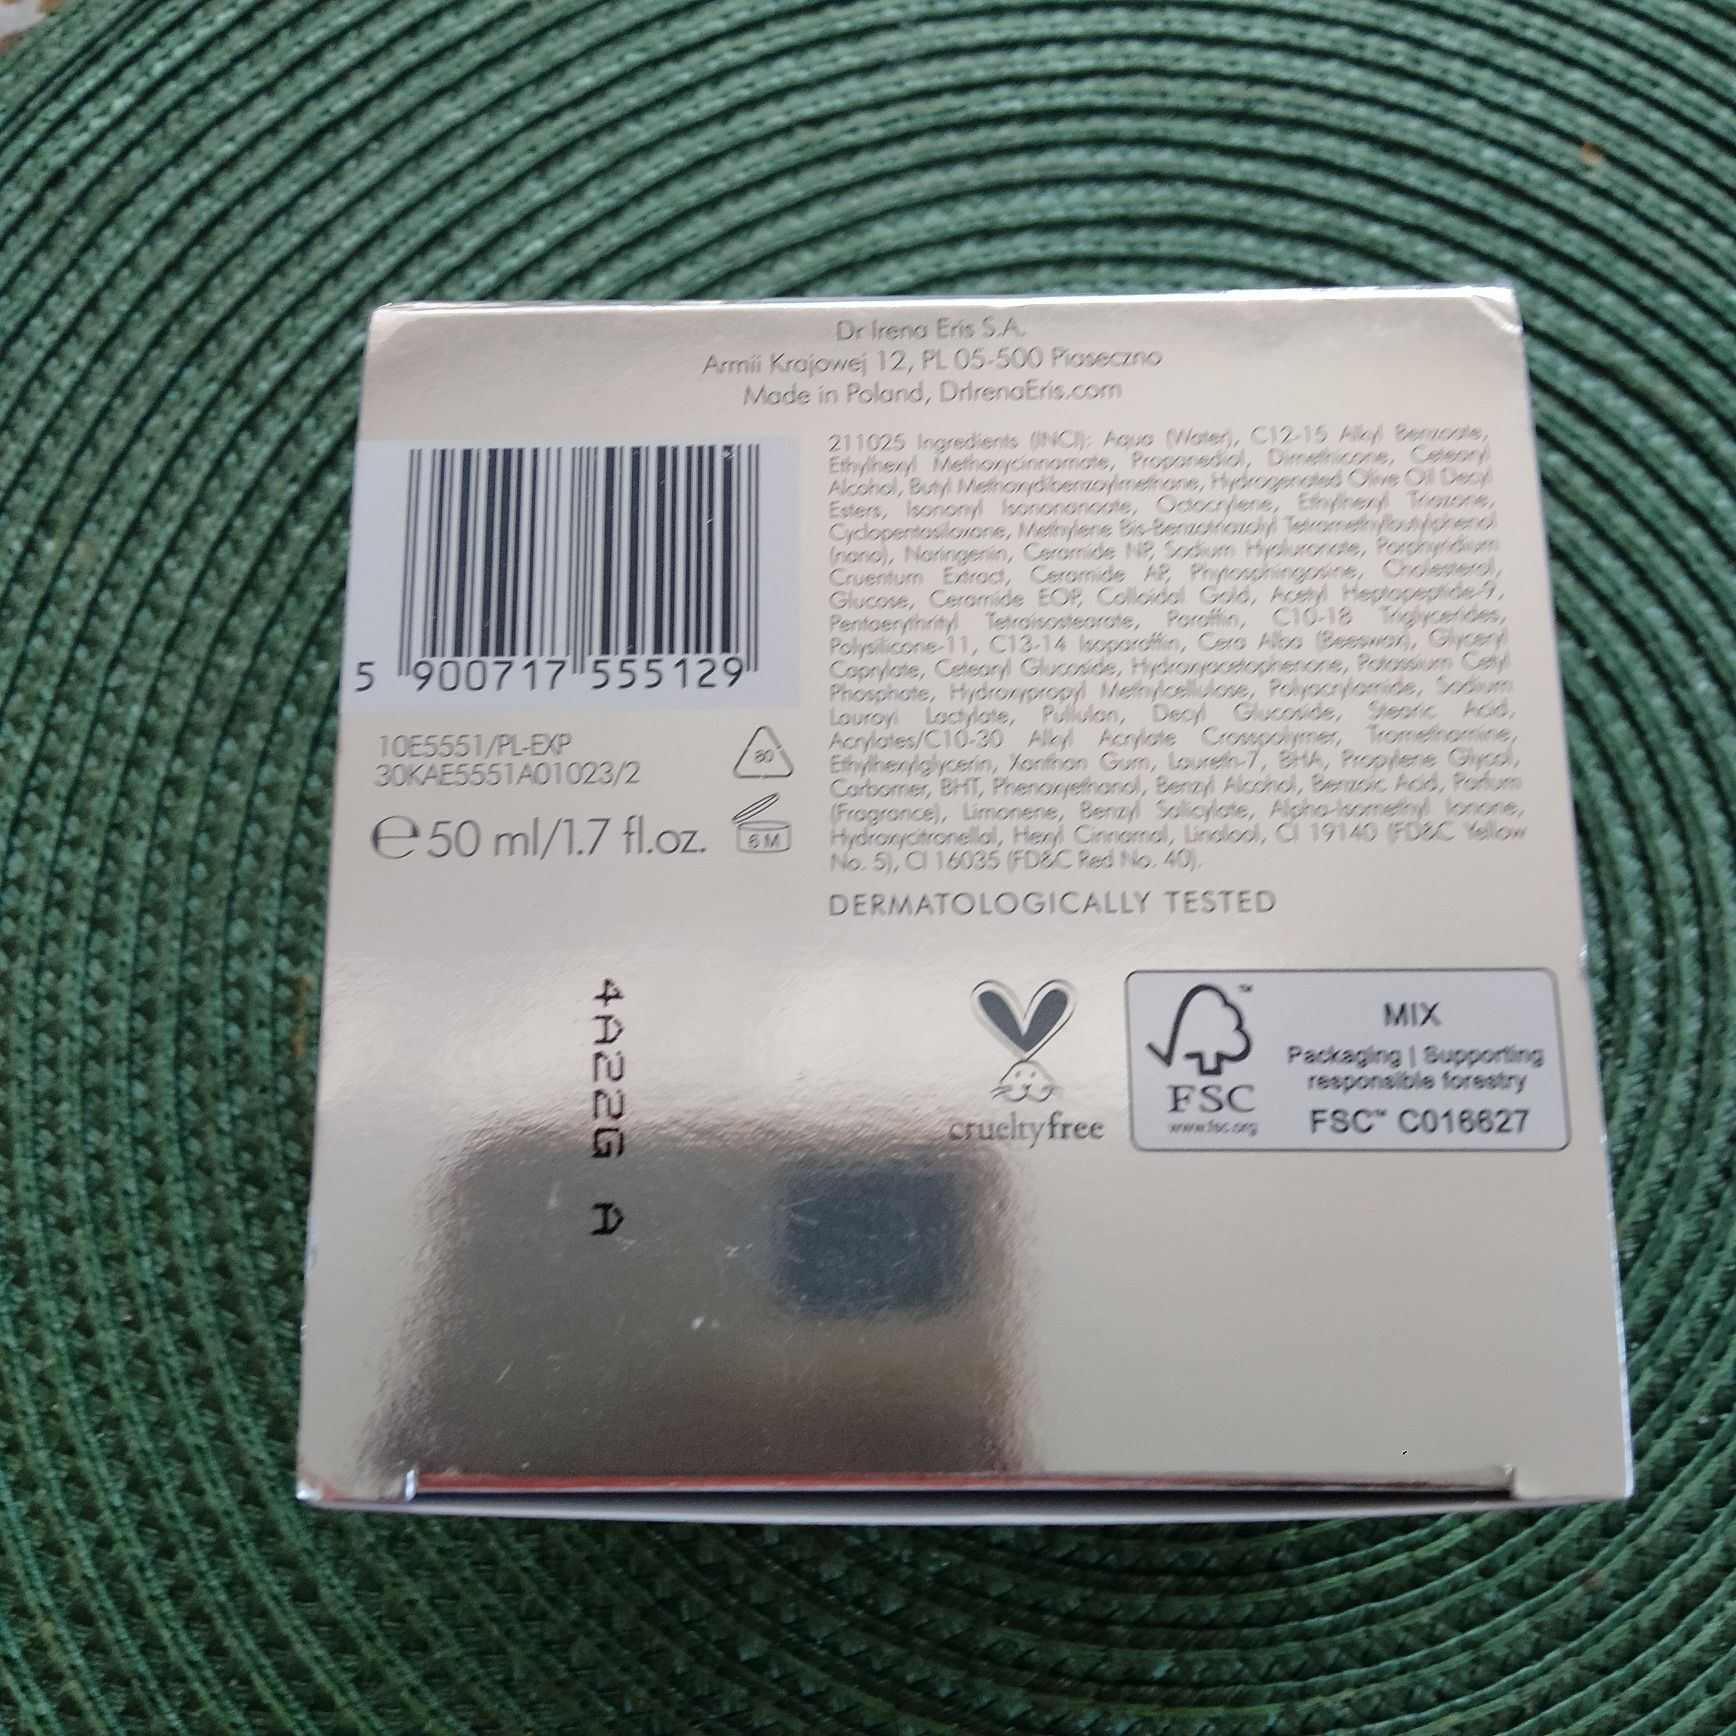 Dr Irena Eris S.A.
Armii Krajowej 12, PL 05-500 Piaseczno
Made in Poland, DrIrenaEris.com
211025 Ingredients (INCI): Aqua (Water), C12-15 Alkyl Benzoate,
Ethylhexyl Methoxycinnamate, Propanediol, Dimethicone, Cetearyl
Alcohol, Butyl Methoxydibenzoylmethane, Hydrogenated Olive Oil Decyl
Esters, Isononyl Isononanoate, Octocrylene, Ethylhexyl Triazone,
Cyclopentasiloxane, Methylene Bis-Benzotriazolyl Tetramethylbutylphenol
(nano), Naringenin, Ceramide NP, Sodium Hyaluronate, Porphyridium
Cruentum Extract, Ceramide AP, Phytosphingosine, Cholesterol,
Glucose, Ceramide EOP, Colloidal Gold, Acetyl Heptapeptide-9,
Pentaerythrityl Tetraisostearate, Paraffin, C10-18 Triglycerides,
Polysilicone-11, C13-14 Isoparaffin, Cera Alba (Beeswax), Glyceryl
Caprylate, Cetearyl Glucoside, Hydroxyacetophenone, Potassium Cetyl
Phosphate, Hydroxypropyl Methylcellulose, Polyacrylamide, Sodium
Lauroyl Lactylate, Pullulan, Decyl Glucoside, Stearic Acid,
Acrylates/C10-30 Alkyl Acrylate Crosspolymer, Tromethamine,
Ethylhexylglycerin, Xanthan Gum, Laureth-7, BHA, Propylene Glycol,
Carbomer, BHT, Phenoxyethanol, Benzyl Alcohol, Benzoic Acid, Parfum
(Fragrance), Limonene, Benzyl Salicylate, Alpha-Isomethyl Ionone,
Hydroxycitronellal, Hexyl Cinnamal, Linalool, CI 19140 (FD&C Yellow
No. 5), CI 16035 (FD&C Red No. 40).
DERMATOLOGICALLY TESTED
5 900717 555129
10E5551/PL-EXP
30KAE5551A01023/2
80
e 50 ml/1.7 fl.oz.
6 M
4A22G A
crueltyfree
FSC
www.fsc.org
MIX
Packaging | Supporting
responsible forestry
FSC™ C016627